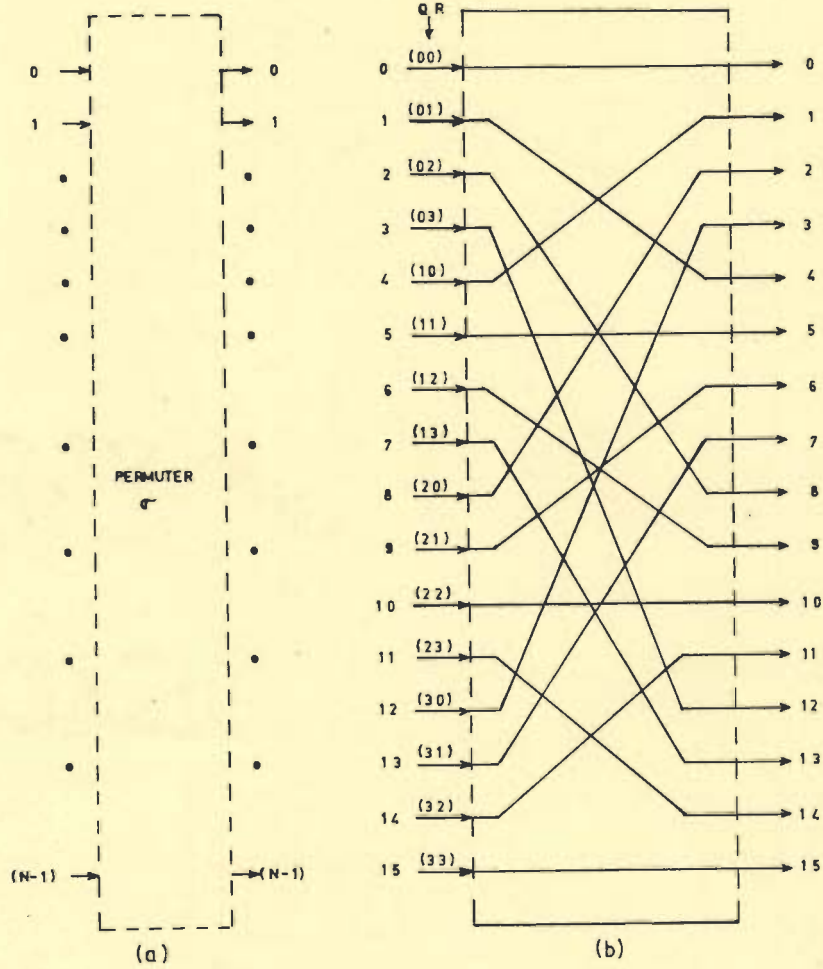 0 0
1 1
PERMUTER
σ
(N-1) (N-1)
(a)
Q R
0 (00) 0
1 (01) 1
2 (02) 2
3 (03) 3
4 (10) 4
5 (11) 5
6 (12) 6
7 (13) 7
8 (20) 8
9 (21) 9
10 (22) 10
11 (23) 11
12 (30) 12
13 (31) 13
14 (32) 14
15 (33) 15
(b)